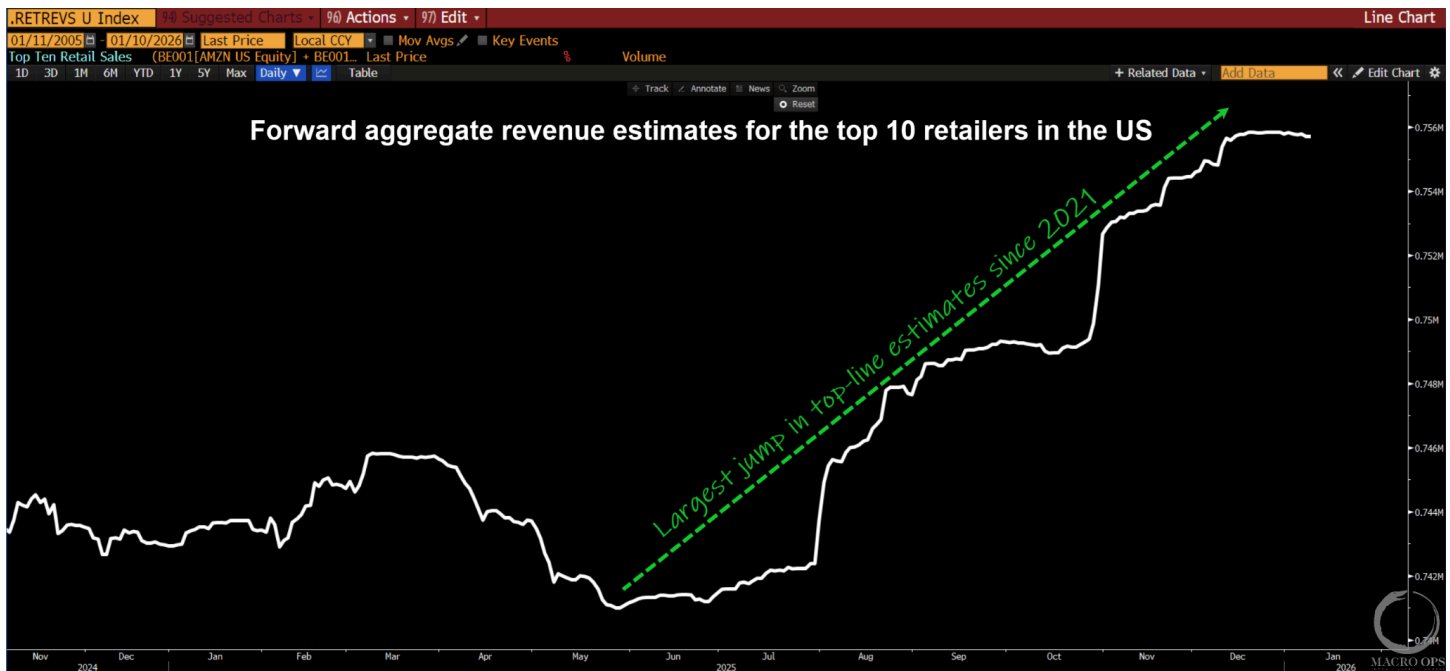 .RETREVS U Index 94) Suggested Charts 96) Actions 97) Edit Line Chart
01/11/2005 - 01/10/2026 Last Price Local CCY Mov Avgs Key Events
Top Ten Retail Sales (BE001[AMZN US Equity] + BE001... Last Price % Volume
1D 3D 1M 6M YTD 1Y 5Y Max Daily ▼ Table + Related Data Add Data « Edit Chart
Track Annotate News Zoom
Reset
Forward aggregate revenue estimates for the top 10 retailers in the US
Largest jump in top-line estimates since 2021
0.756M
0.754M
0.752M
0.75M
0.748M
0.746M
0.744M
0.742M
0.74M
Nov Dec Jan Feb Mar Apr May Jun Jul Aug Sep Oct Nov Dec Jan
2024 2025 2026
MACRO OPS